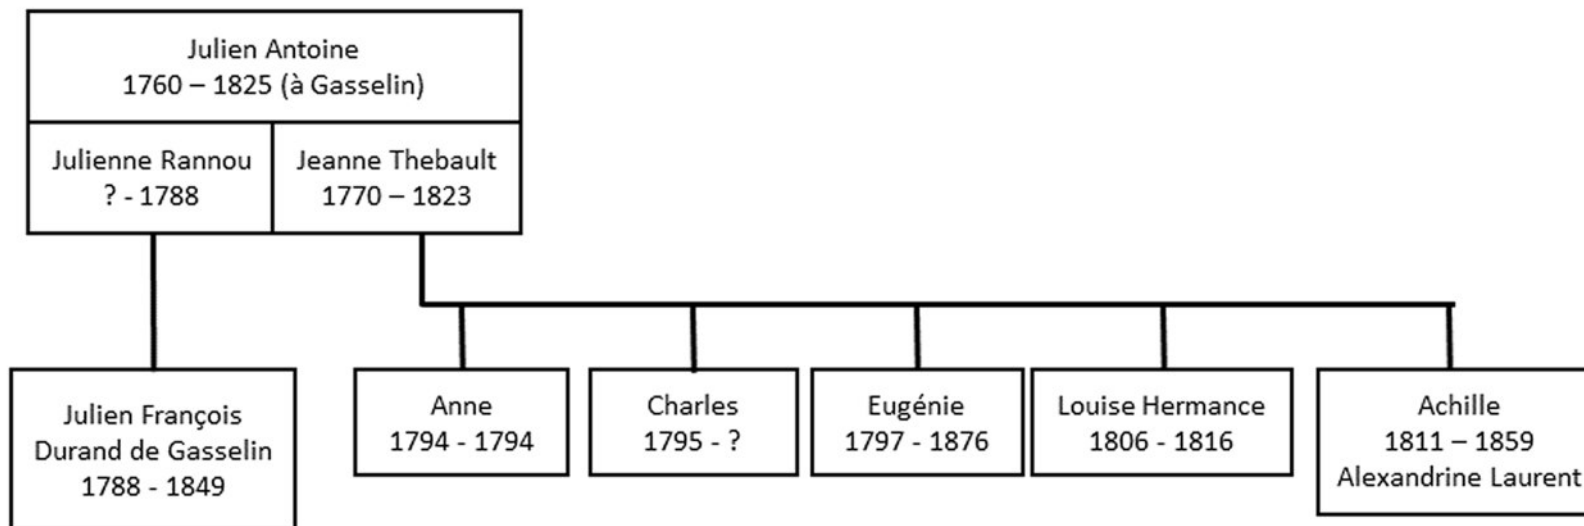 Julien Antoine
1760 – 1825 (à Gasselin)
Julienne Rannou
? - 1788
Jeanne Thebault
1770 – 1823
Julien François
Durand de Gasselin
1788 - 1849
Anne
1794 - 1794
Charles
1795 - ?
Eugénie
1797 - 1876
Louise Hermance
1806 - 1816
Achille
1811 – 1859
Alexandrine Laurent